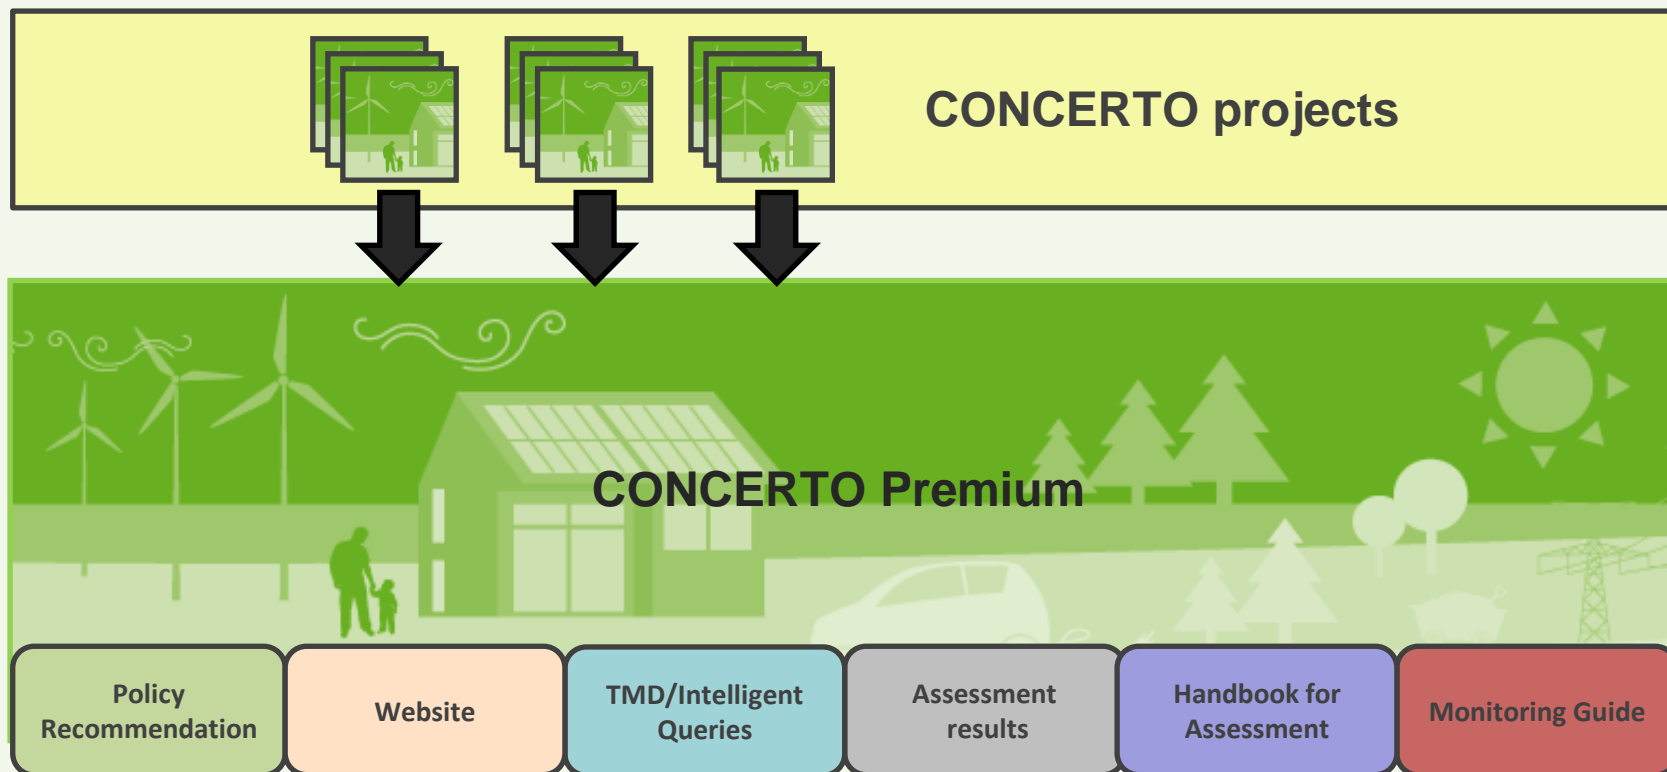 CONCERTO projects
CONCERTO Premium
Policy
Recommendation
Website
TMD/Intelligent
Queries
Assessment
results
Handbook for
Assessment
Monitoring Guide